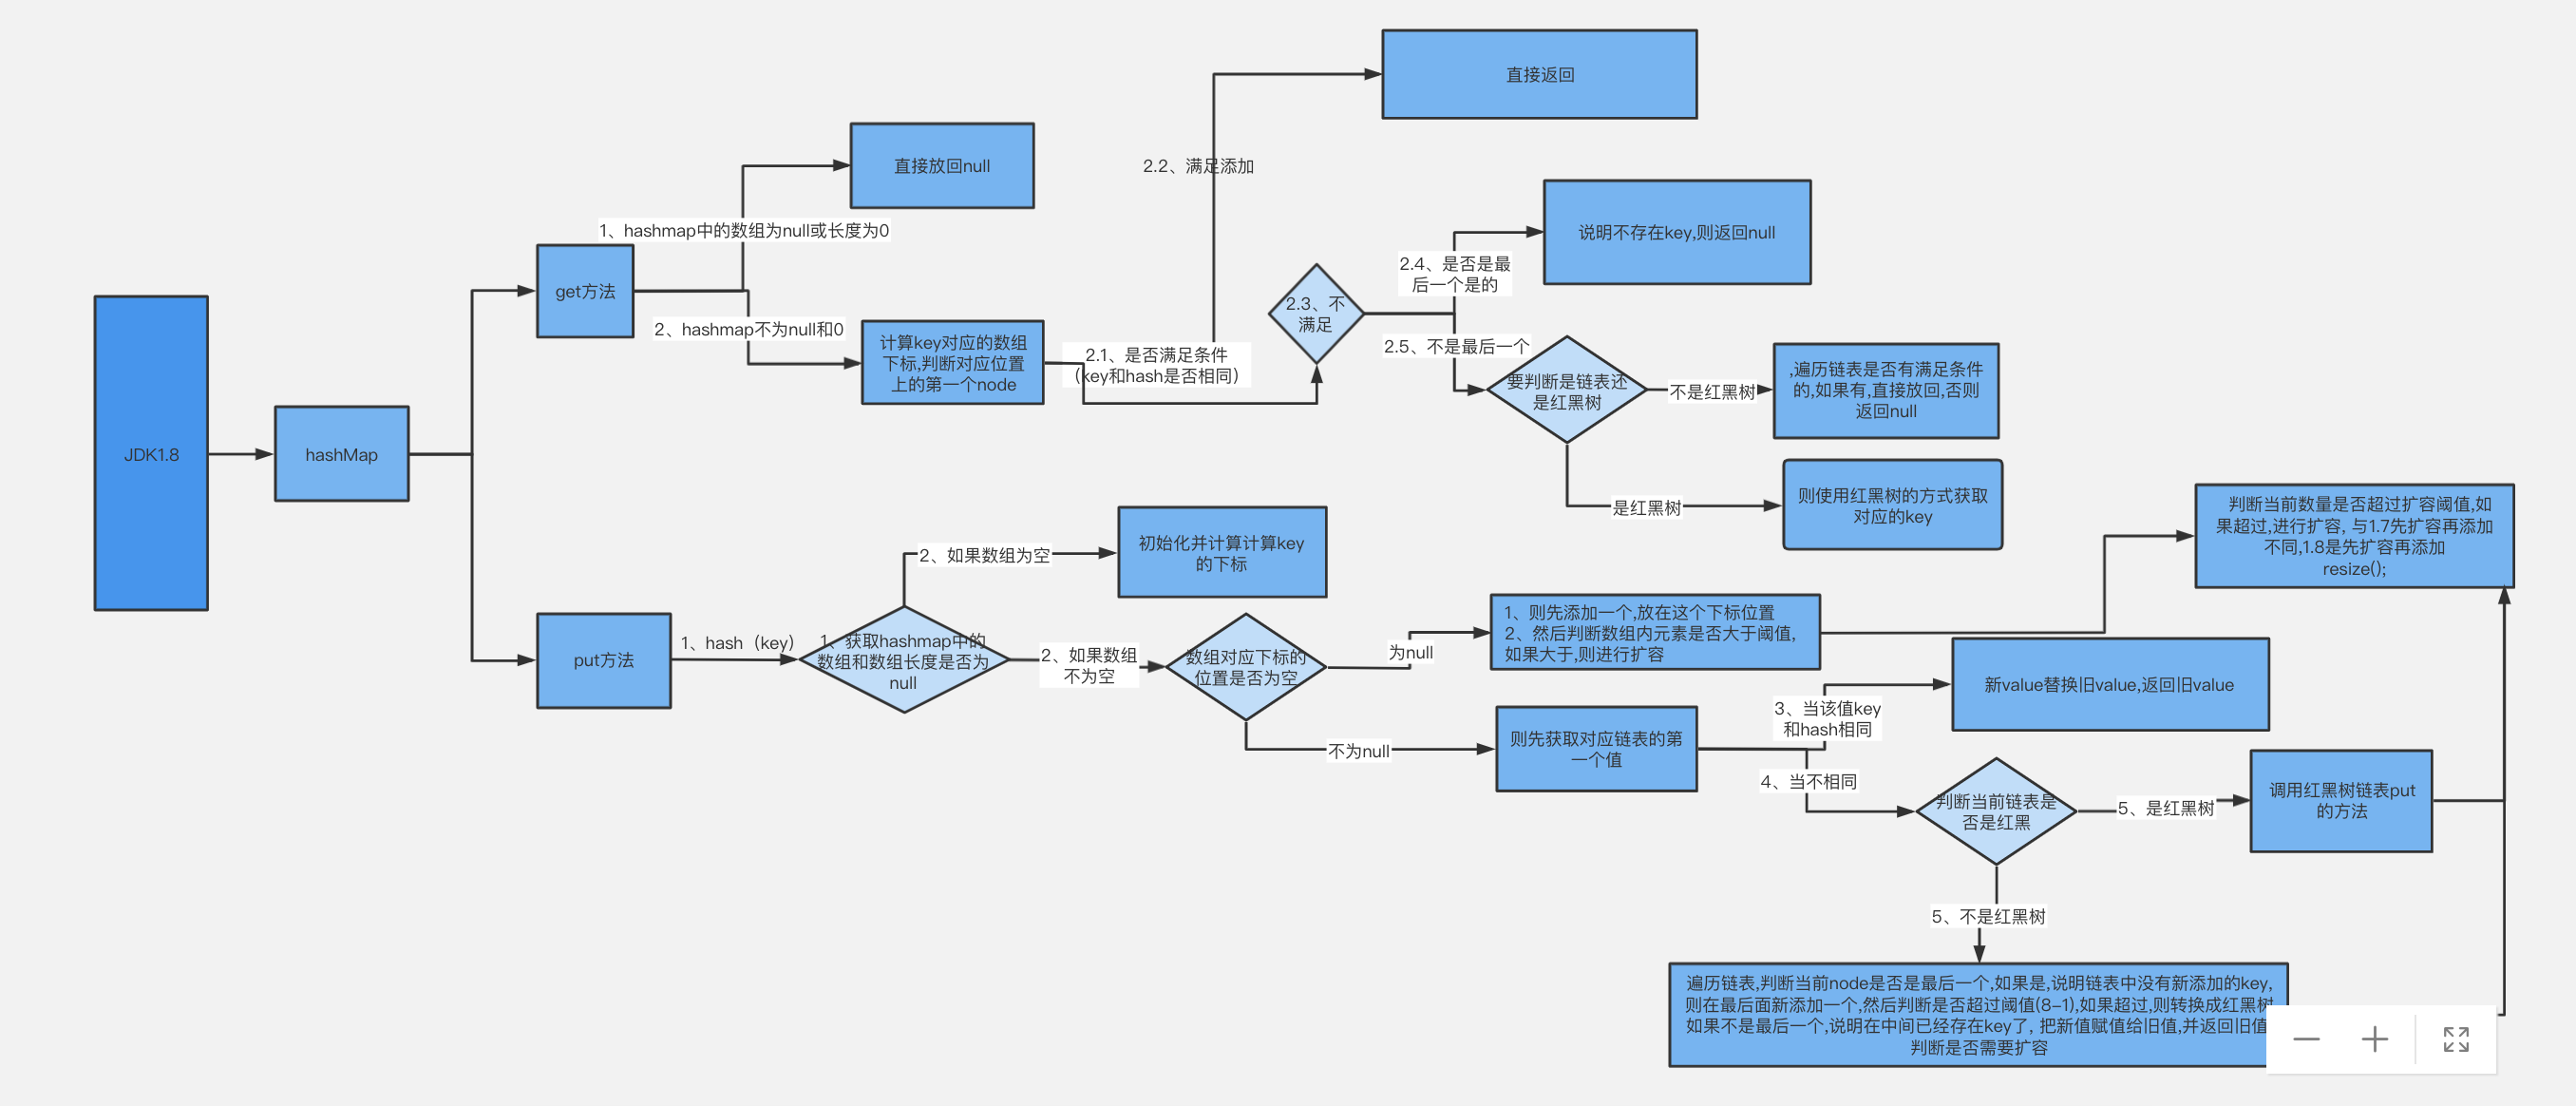 直接返回
直接放回null
2.2、满足添加
1、hashmap中的数组为null或长度为0
说明不存在key,则返回null
get方法
2.4、是否是最
后一个是的
2.3、不
满足
2、hashmap不为null和0
计算key对应的数组
下标,判断对应位置
上的第一个node
2.1、是否满足条件
（key和hash是否相同）
2.5、不是最后一个
要判断是链表还
是红黑树
不是红黑树
,遍历链表是否有满足条件
的,如果有,直接放回,否则
返回null
JDK1.8
hashMap
是红黑树
则使用红黑树的方式获取
对应的key
判断当前数量是否超过扩容阈值,如
果超过,进行扩容, 与1.7先扩容再添加
不同,1.8是先扩容再添加
resize();
2、如果数组为空
初始化并计算计算key
的下标
put方法
1、hash（key）
1、获取hashmap中的
数组和数组长度是否为
null
2、如果数组
不为空
数组对应下标的
位置是否为空
为null
1、则先添加一个,放在这个下标位置
2、然后判断数组内元素是否大于阈值,
如果大于,则进行扩容
不为null
则先获取对应链表的第
一个值
3、当该值key
和hash相同
新value替换旧value,返回旧value
4、当不相同
判断当前链表是
否是红黑
5、是红黑树
调用红黑树链表put
的方法
5、不是红黑树
遍历链表,判断当前node是否是最后一个,如果是,说明链表中没有新添加的key,
则在最后面新添加一个,然后判断是否超过阈值(8-1),如果超过,则转换成红黑树
如果不是最后一个,说明在中间已经存在key了, 把新值赋值给旧值,并返回旧值
判断是否需要扩容